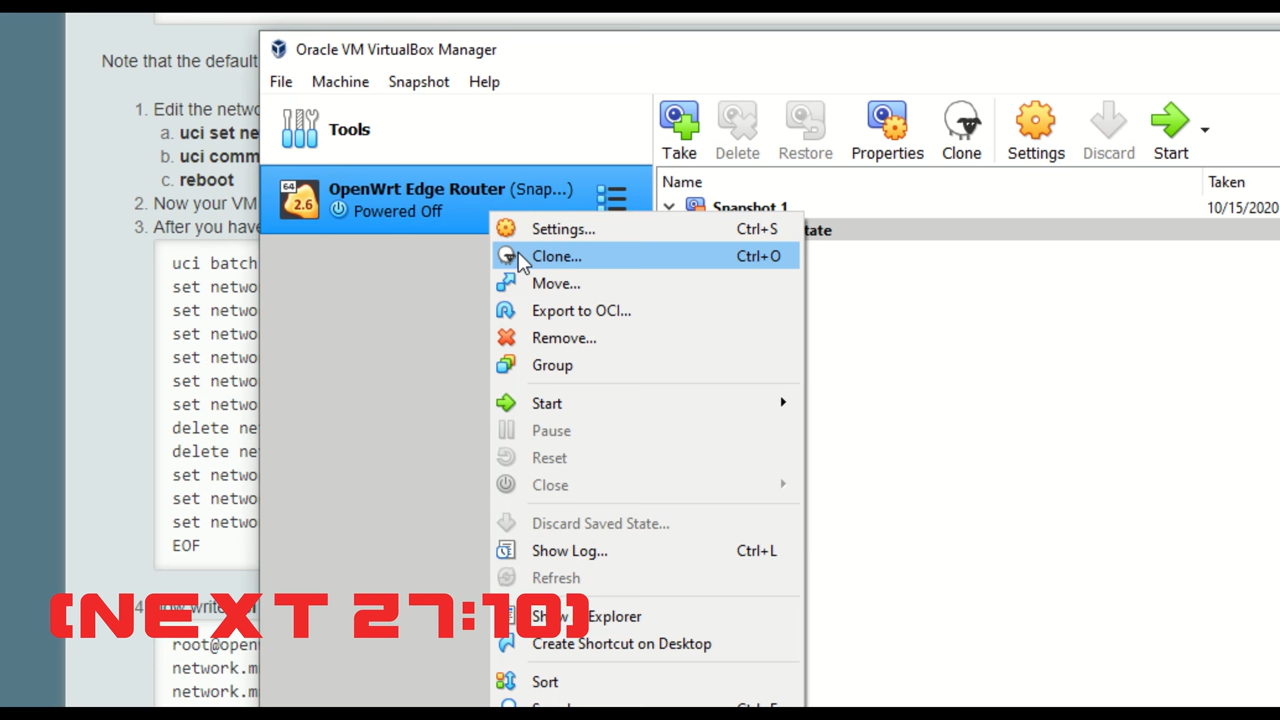 Note that the default
Oracle VM VirtualBox Manager
File Machine Snapshot Help
Tools
Take Delete Restore Properties Clone Settings Discard Start
64
2.6
OpenWrt Edge Router (Snap...)
Powered Off
Name Taken
Snapshot 1 10/15/2020
tate
1. Edit the netwo
a. uci set ne
b. uci comm
c. reboot
2. Now your VM
3. After you have
uci batch
set netwo
set netwo
set netwo
set netwo
set netwo
set netwo
delete ne
delete ne
set netwo
set netwo
set netwo
EOF
4.
root@open
network.m
network.m
Settings... Ctrl+S
Clone... Ctrl+O
Move...
Export to OCI...
Remove...
Group
Start
Pause
Reset
Close
Discard Saved State...
Show Log... Ctrl+L
Refresh
Show Explorer
Create Shortcut on Desktop
Sort
(NEXT 27:10)